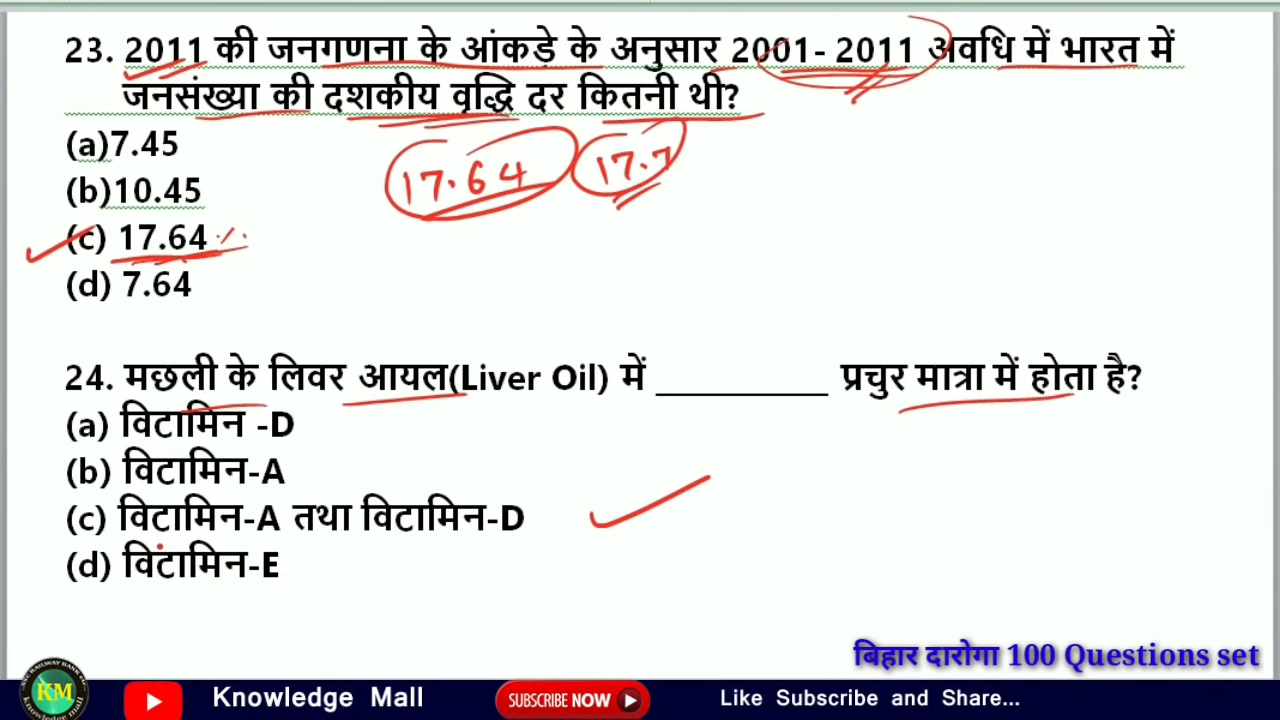 23. 2011 की जनगणना के आंकड़े के अनुसार 2001- 2011 अवधि में भारत में
जनसंख्या की दशकीय वृद्धि दर कितनी थी?
(a)7.45
17.64 17.7
(b)10.45
(c) 17.64 %
(d) 7.64
24. मछली के लिवर आयल(Liver Oil) में __________ प्रचुर मात्रा में होता है?
(a) विटामिन -D
(b) विटामिन-A
(c) विटामिन-A तथा विटामिन-D
(d) विटामिन-E
बिहार दारोगा 100 Questions set
KM
Knowledge Mall
SUBSCRIBE NOW
Like Subscribe and Share...